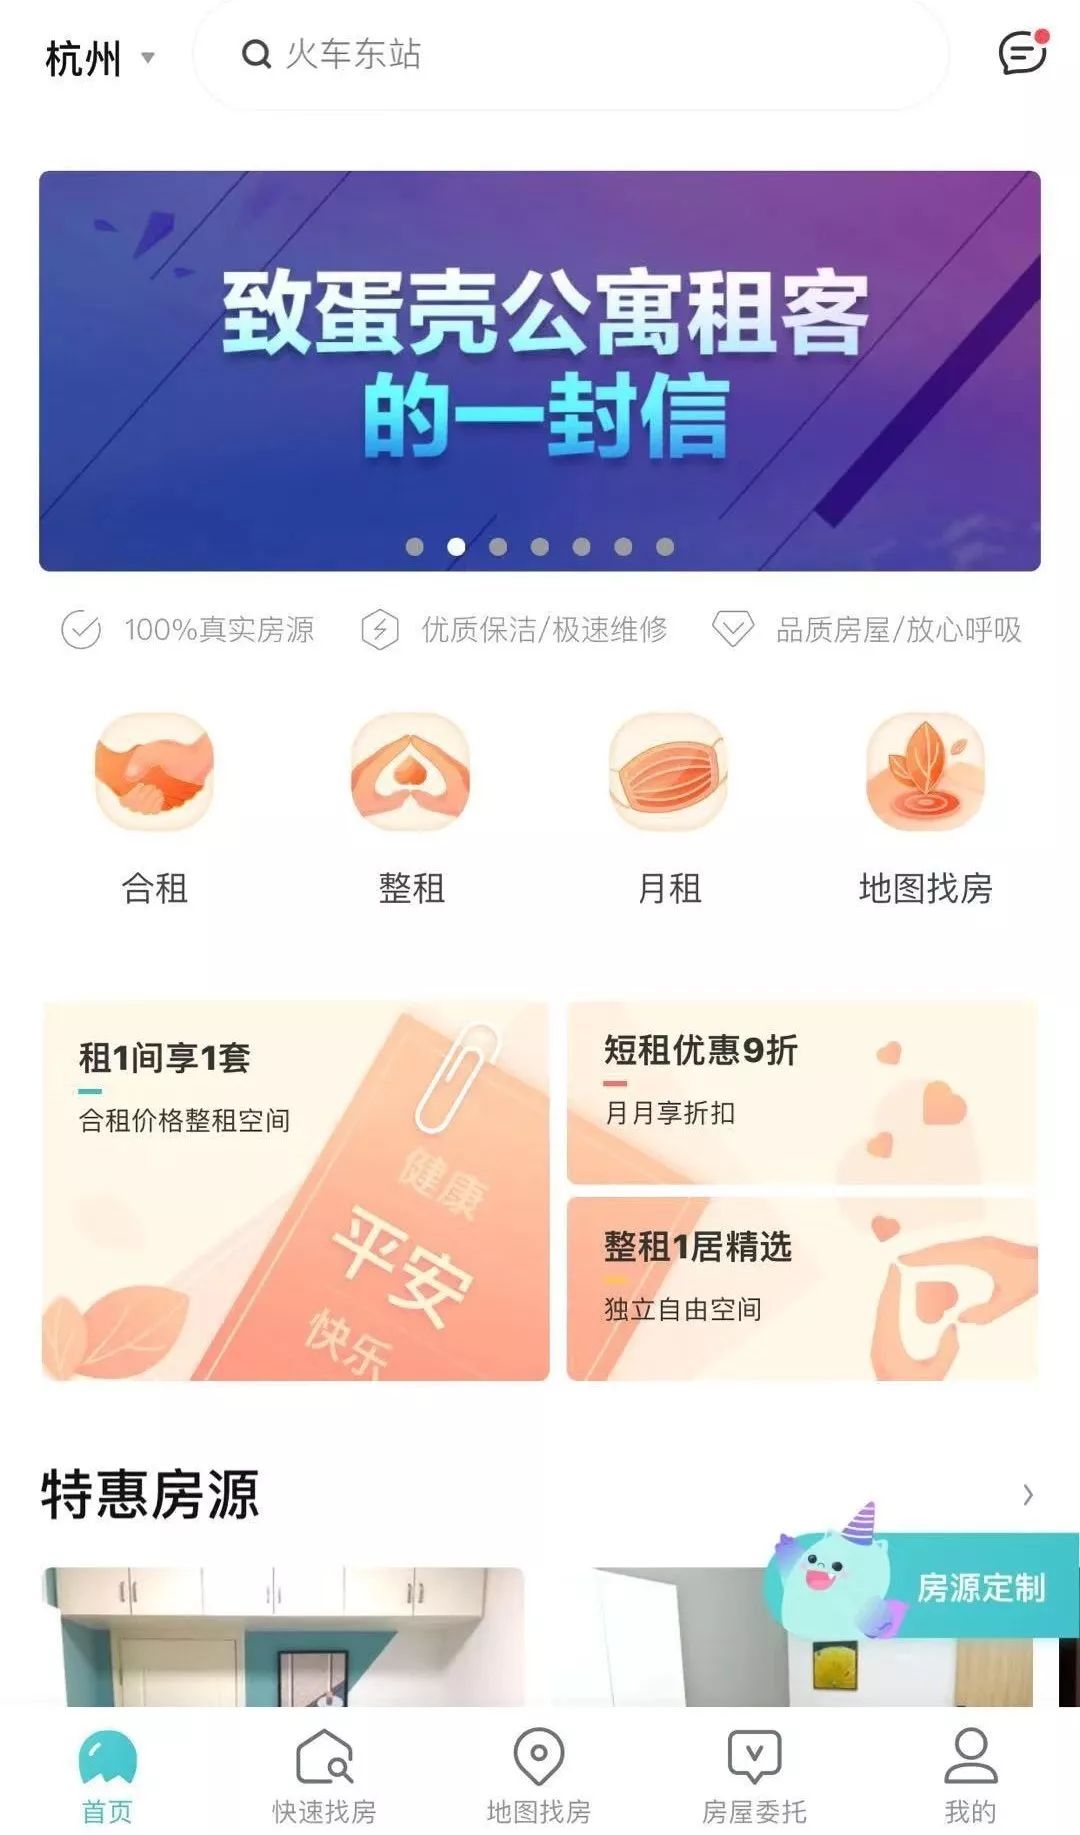 杭州
火车东站
致蛋壳公寓租客
的一封信
100%真实房源
优质保洁/极速维修
品质房屋/放心呼吸
合租
整租
月租
地图找房
租1间享1套
合租价格整租空间
健康
平安
快乐
短租优惠9折
月月享折扣
整租1居精选
独立自由空间
特惠房源
房源定制
首页
快速找房
地图找房
房屋委托
我的